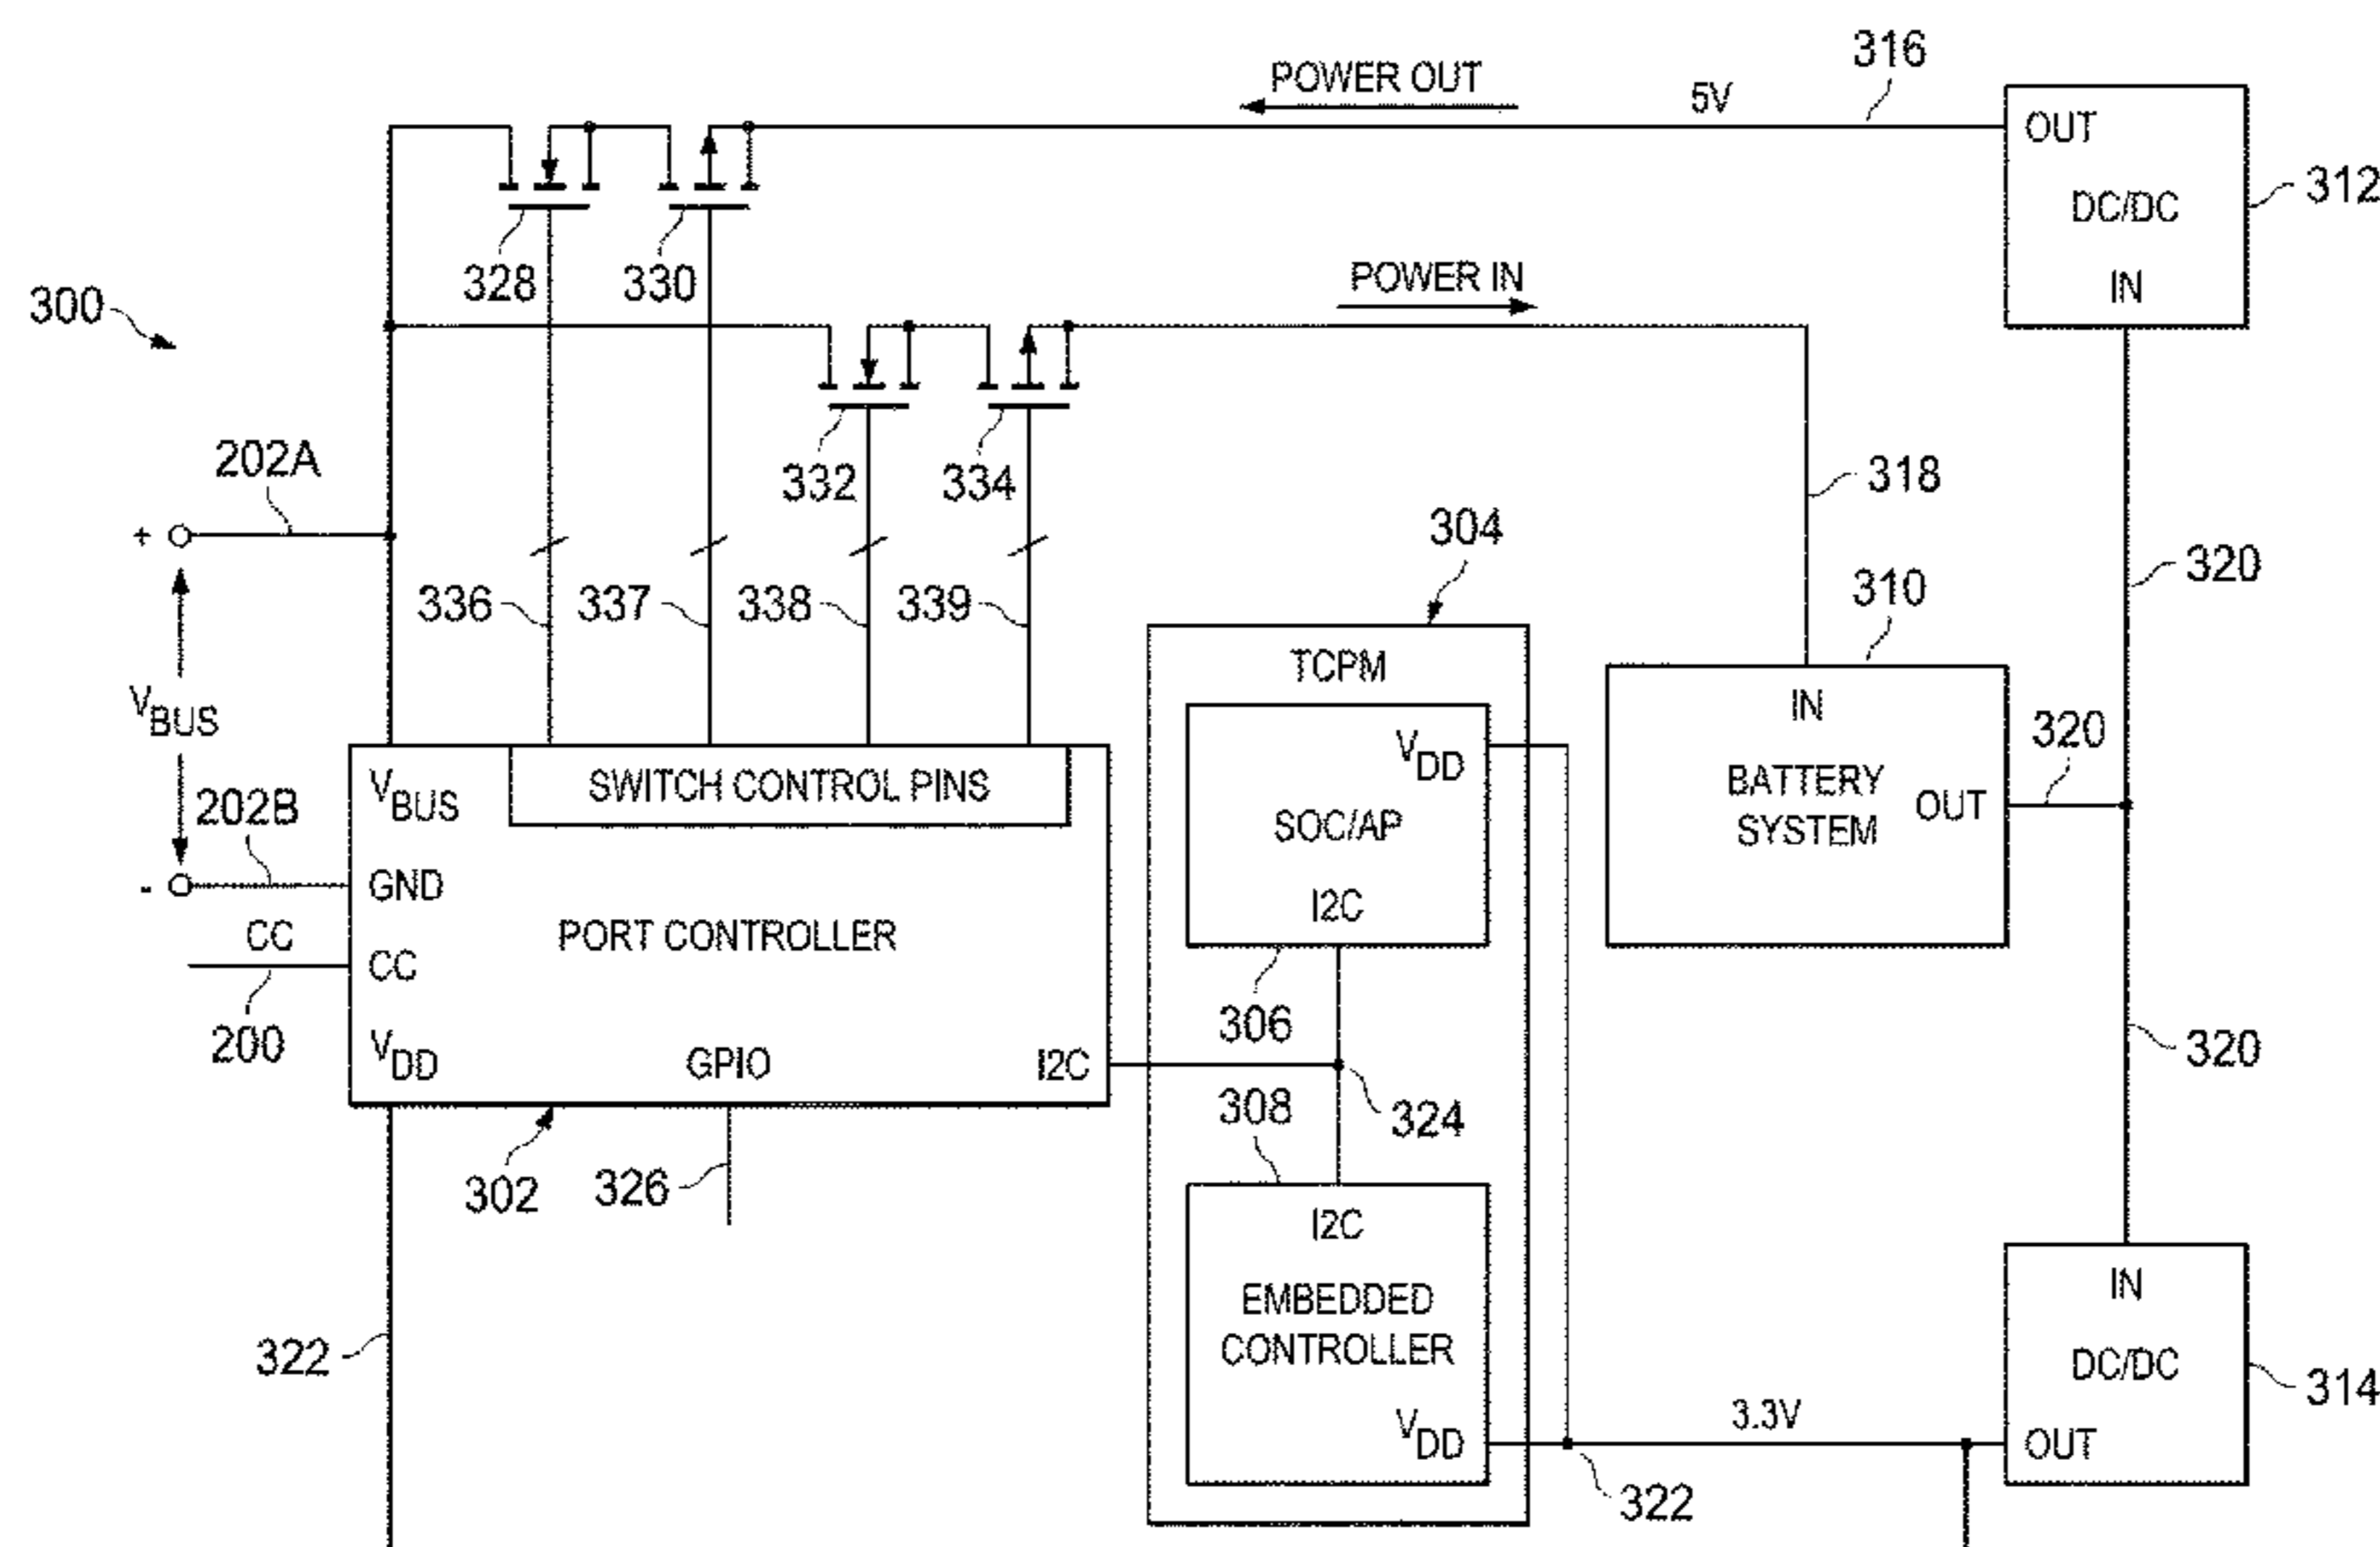 316
POWER OUT
5V
OUT
DC/DC
IN
312
328
330
300
POWER IN
332
334
202A
+
318
304
320
336
337
338
339
310
TCPM
VBUS
202B
-
VBUS
SWITCH CONTROL PINS
VDD
SOC/AP
I2C
IN
BATTERY
SYSTEM
OUT
320
GND
CC
CC
PORT CONTROLLER
200
VDD
GPIO
I2C
306
308
324
320
302
326
I2C
EMBEDDED
CONTROLLER
VDD
IN
DC/DC
OUT
314
322
3.3V
322